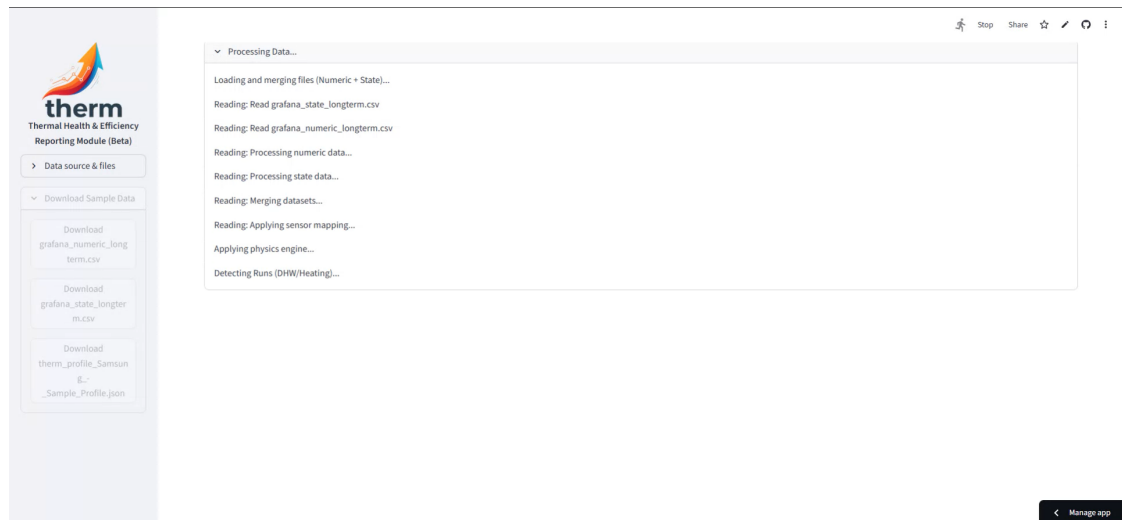 Stop Share
therm
Thermal Health & Efficiency
Reporting Module (Beta)
Data source & files
Download Sample Data
Download
grafana_numeric_long
term.csv
Download
grafana_state_longter
m.csv
Download
therm_profile_Samsun
g_-
_Sample_Profile.json
Processing Data...
Loading and merging files (Numeric + State)...
Reading: Read grafana_state_longterm.csv
Reading: Read grafana_numeric_longterm.csv
Reading: Processing numeric data...
Reading: Processing state data...
Reading: Merging datasets...
Reading: Applying sensor mapping...
Applying physics engine...
Detecting Runs (DHW/Heating)...
Manage app